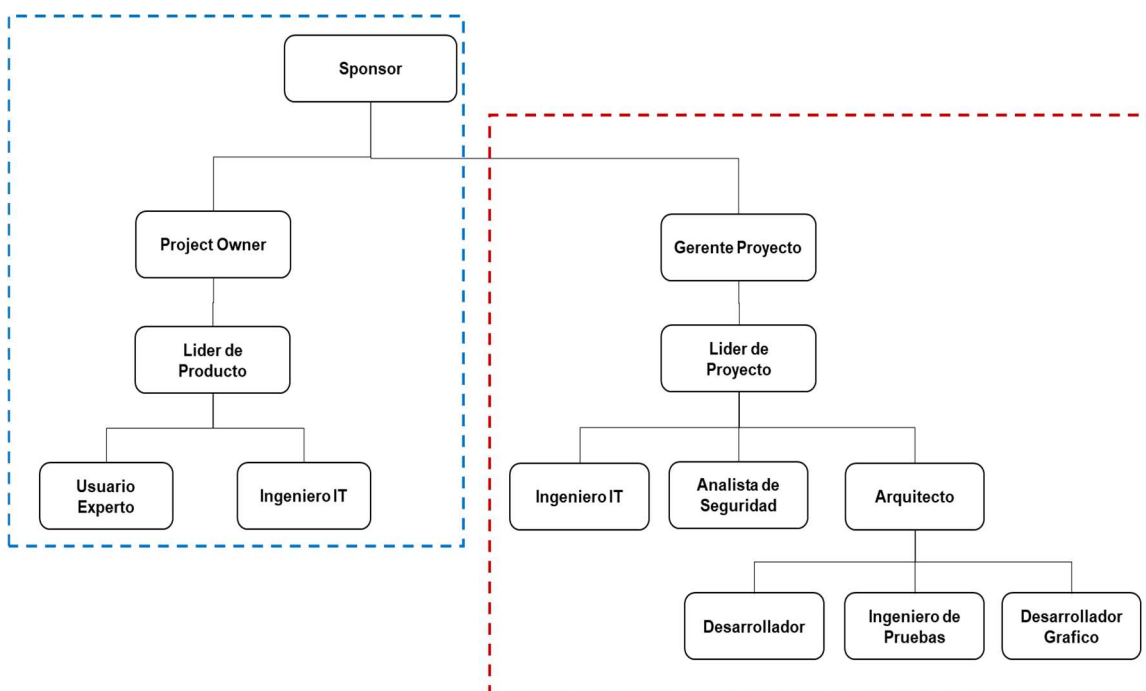 Sponsor
Project Owner
Gerente Proyecto
Lider de
Producto
Lider de
Proyecto
Usuario
Experto
Ingeniero IT
Ingeniero IT
Analista de
Seguridad
Arquitecto
Desarrollador
Ingeniero de
Pruebas
Desarrollador
Grafico